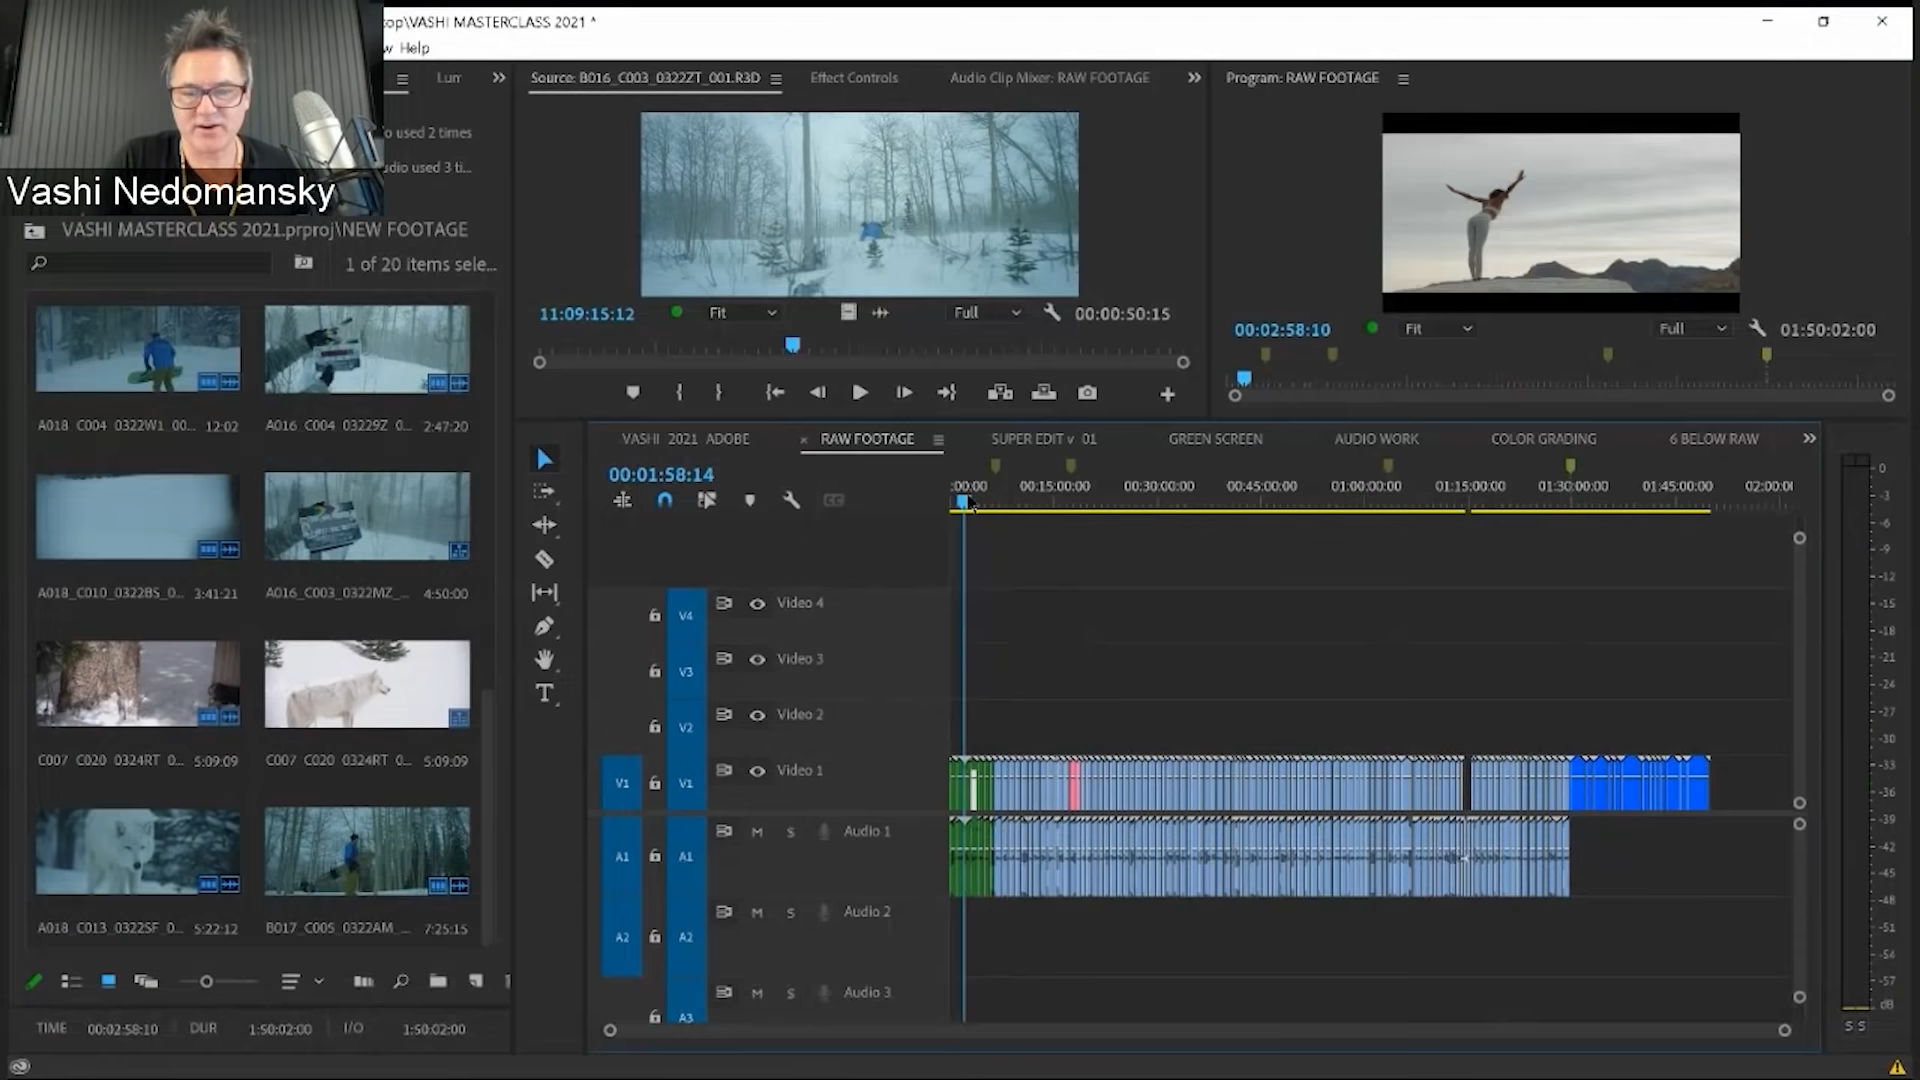 op\VASHI MASTERCLASS 2021 *
w Help
Lum
Source: B016_C003_0322ZT_001.R3D
Effect Controls
Audio Clip Mixer: RAW FOOTAGE
Program: RAW FOOTAGE
o used 2 times
udio used 3 ti...
Vashi Nedomansky
VASHI MASTERCLASS 2021.prproj\NEW FOOTAGE
1 of 20 items sele...
11:09:15:12
Fit
Full
00:00:50:15
00:02:58:10
Fit
Full
01:50:02:00
A018_C004_0322W1_00... 12:02
A016_C004_03229Z_0... 2:47:20
A018_C010_0322BS_0... 3:41:21
A016_C003_0322MZ_... 4:50:00
C007_C020_0324RT_0... 5:09:09
C007_C020_0324RT_0... 5:09:09
A018_C013_0322SF_0... 5:22:12
B017_C005_0322AM_... 7:25:15
TIME 00:02:58:10 DUR 1:50:02:00 I/O 1:50:02:00
VASHI 2021 ADOBE
× RAW FOOTAGE
SUPER EDIT v 01
GREEN SCREEN
AUDIO WORK
COLOR GRADING
6 BELOW RAW
00:01:58:14
:00:00 00:15:00:00 00:30:00:00 00:45:00:00 01:00:00:00 01:15:00:00 01:30:00:00 01:45:00:00 02:00:0
V4 Video 4
V3 Video 3
V2 Video 2
V1 V1 Video 1
A1 A1 M S Audio 1
A2 A2 M S Audio 2
A3 M S Audio 3
0
-3
-6
-9
-12
-15
-18
-21
-24
-27
-30
-33
-36
-39
-42
-45
-48
-51
-54
-57
dB
S S